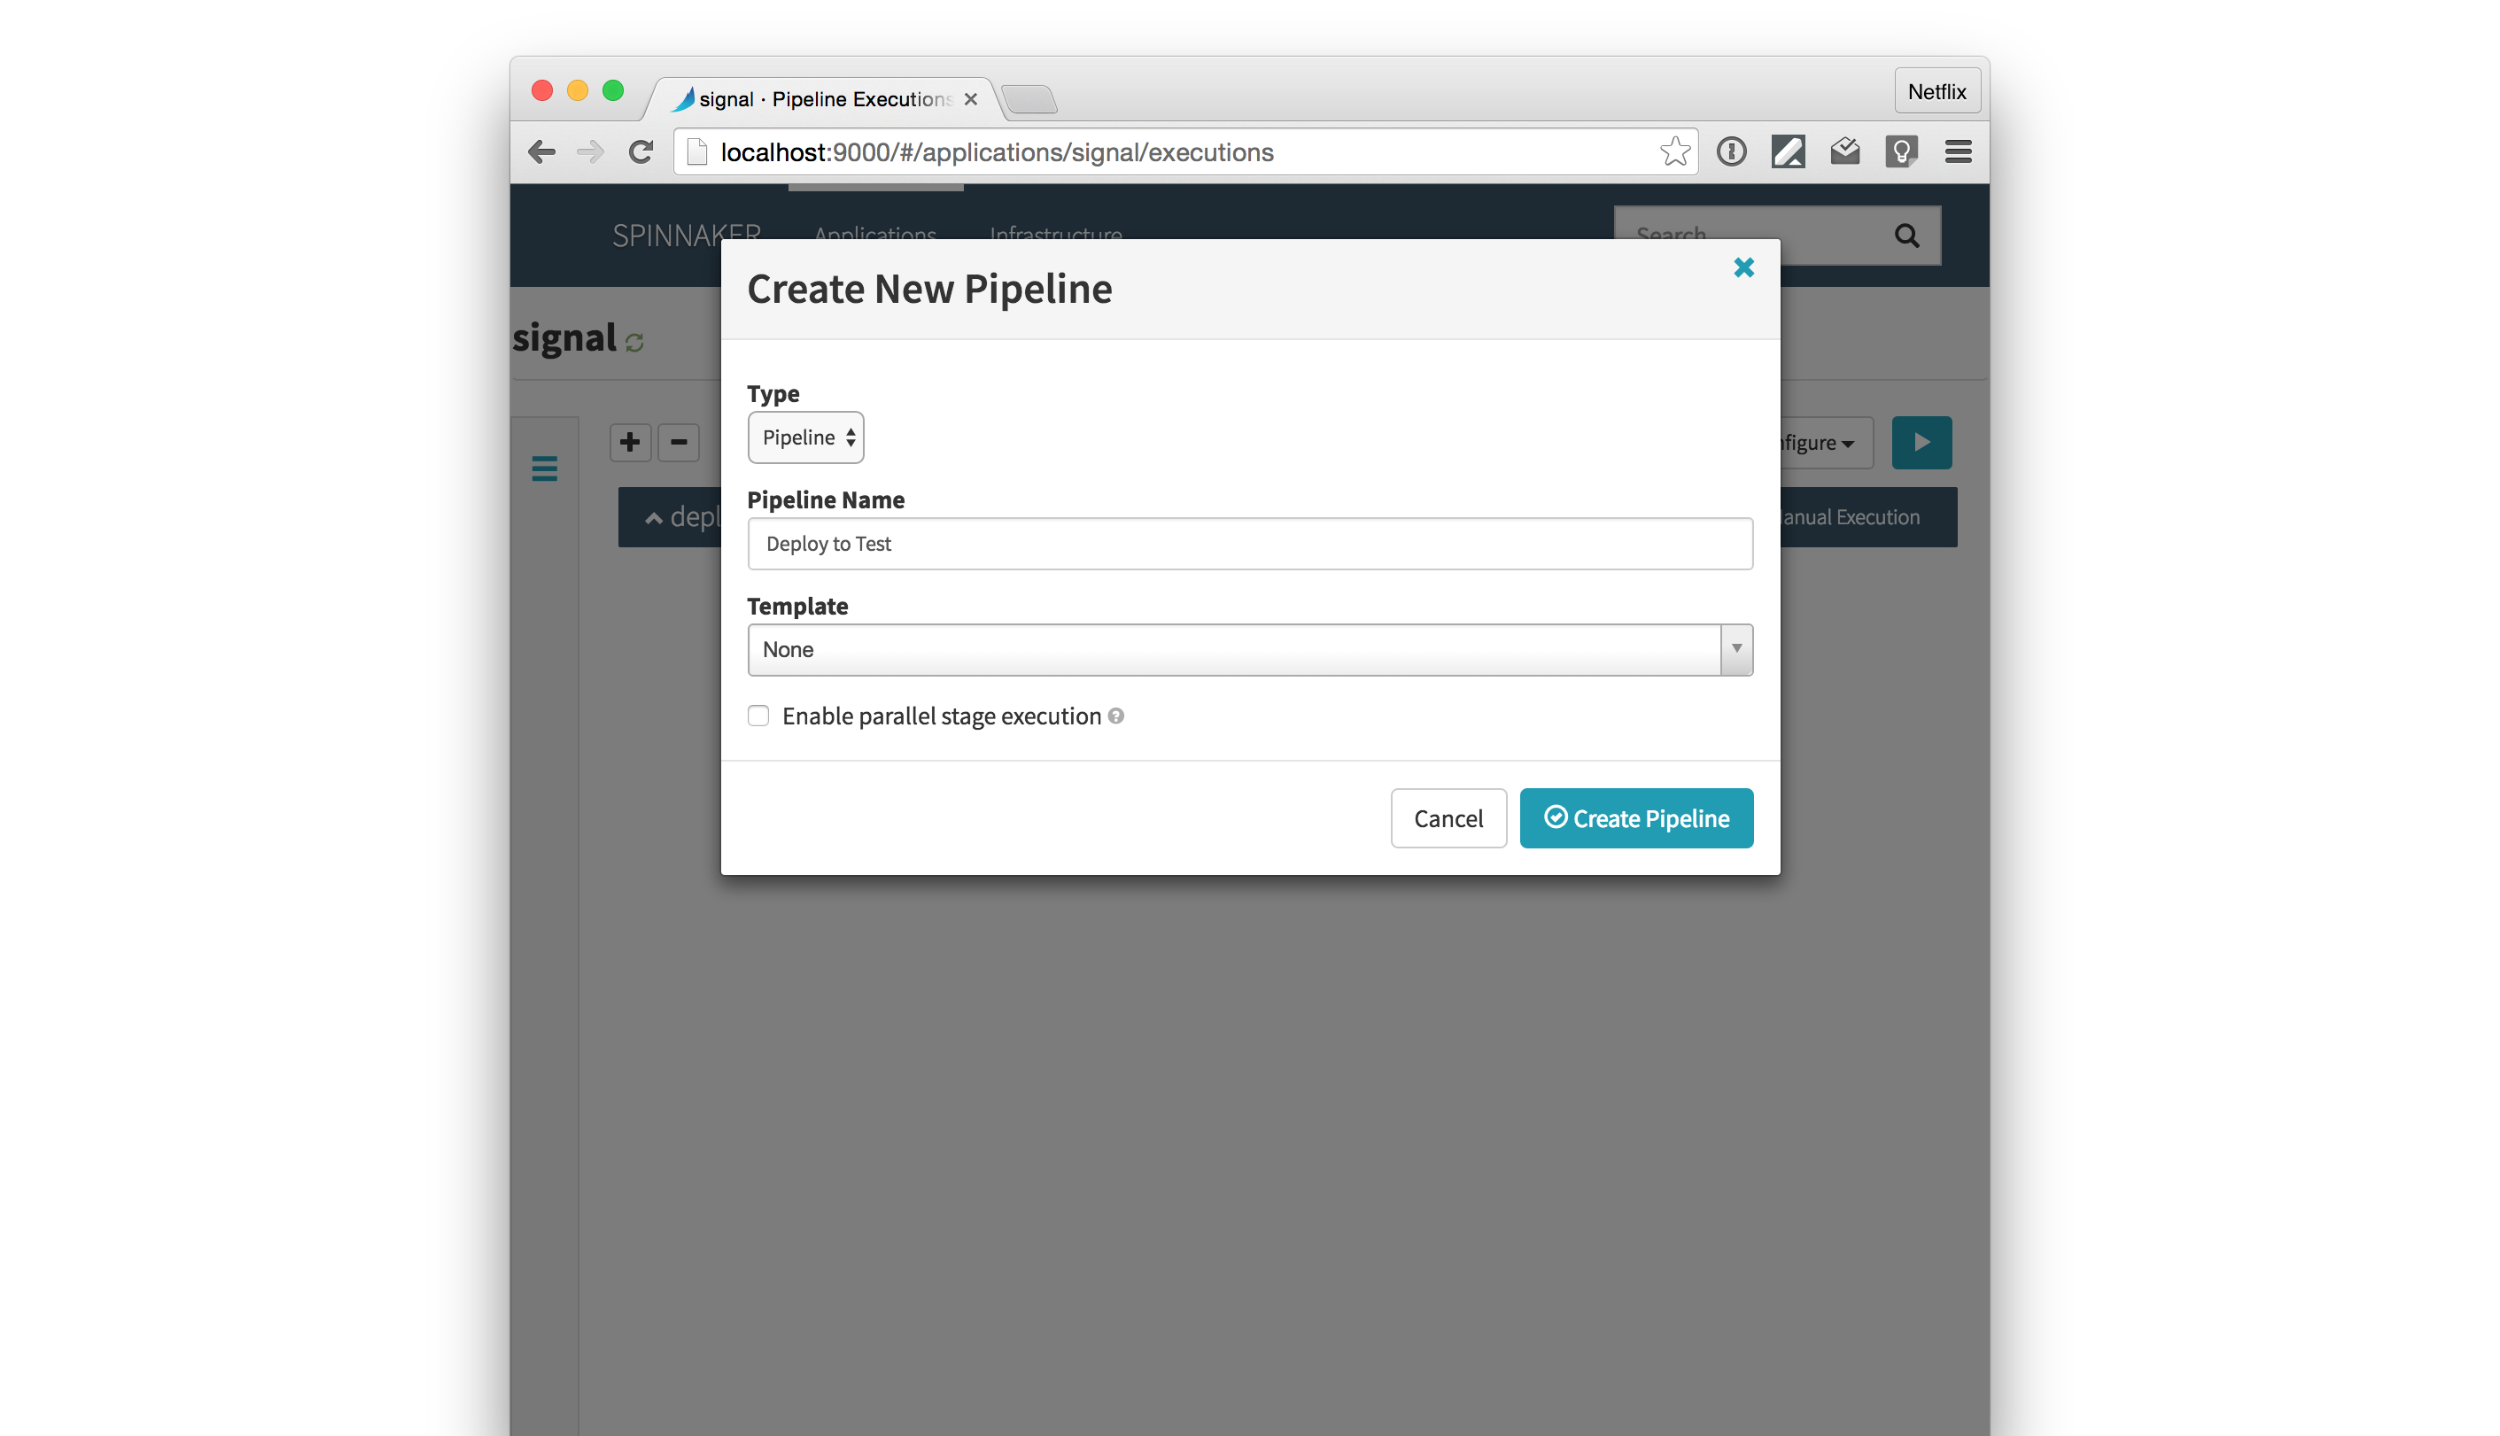 signal · Pipeline Executions
Netflix
localhost:9000/#/applications/signal/executions
SPINNAKER Applications Infrastructure Search
Create New Pipeline
signal
Type
Pipeline
figure
Pipeline Name
depl
anual Execution
Deploy to Test
Template
None
Enable parallel stage execution
Cancel
Create Pipeline